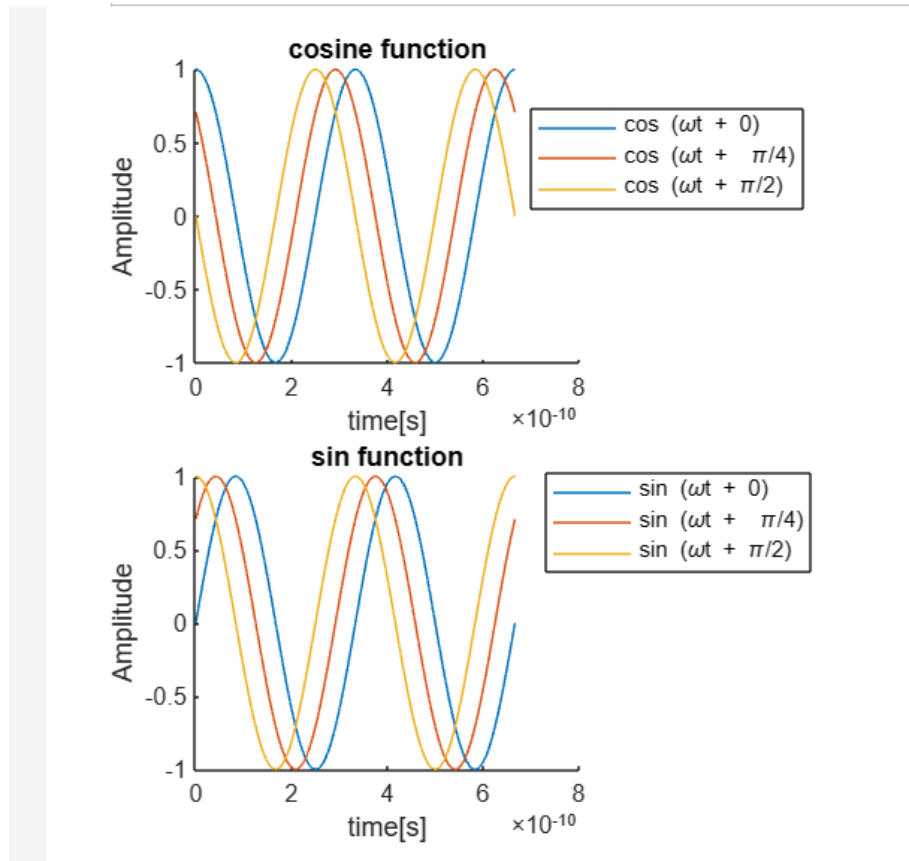 cosine function
1
0.5
0
-0.5
-1
Amplitude
0 2 4 6 8
time[s]
×10-10
cos (ωt + 0)
cos (ωt + π/4)
cos (ωt + π/2)
sin function
1
0.5
0
-0.5
-1
Amplitude
0 2 4 6 8
time[s]
×10-10
sin (ωt + 0)
sin (ωt + π/4)
sin (ωt + π/2)